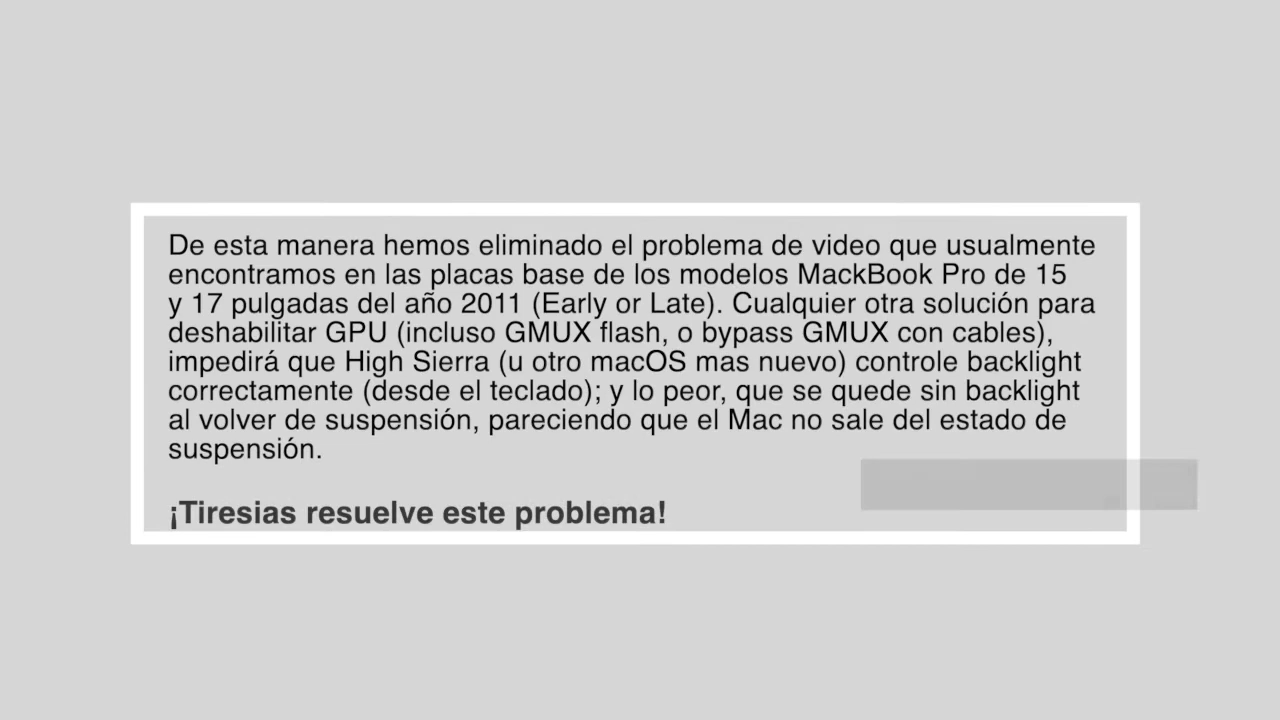 De esta manera hemos eliminado el problema de video que usualmente
encontramos en las placas base de los modelos MackBook Pro de 15
y 17 pulgadas del año 2011 (Early or Late). Cualquier otra solución para
deshabilitar GPU (incluso GMUX flash, o bypass GMUX con cables),
impedirá que High Sierra (u otro macOS mas nuevo) controle backlight
correctamente (desde el teclado); y lo peor, que se quede sin backlight
al volver de suspensión, pareciendo que el Mac no sale del estado de
suspensión.
¡Tiresias resuelve este problema!